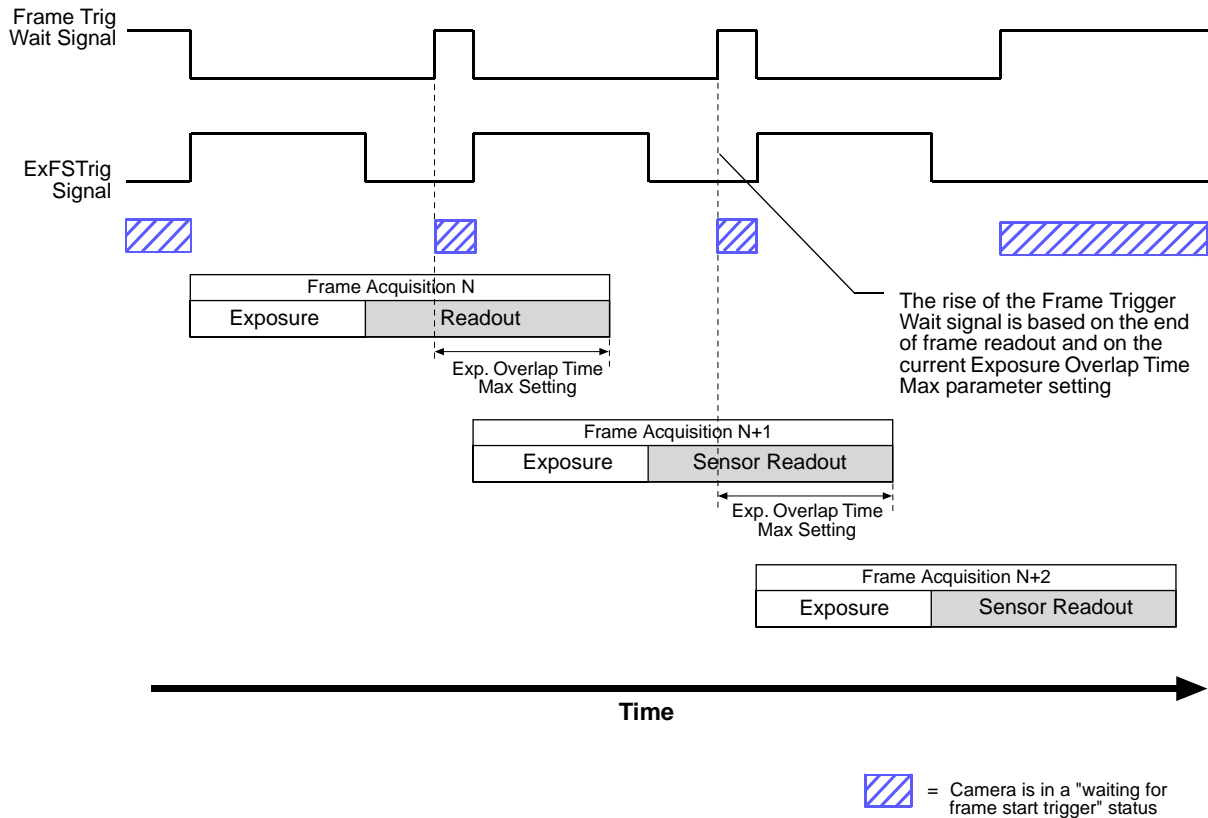 Frame Trig
Wait Signal
ExFSTrig
Signal
Frame Acquisition N
Exposure
Readout
Exp. Overlap Time
Max Setting
The rise of the Frame Trigger
Wait signal is based on the end
of frame readout and on the
current Exposure Overlap Time
Max parameter setting
Frame Acquisition N+1
Exposure
Sensor Readout
Exp. Overlap Time
Max Setting
Frame Acquisition N+2
Exposure
Sensor Readout
Time
= Camera is in a "waiting for
frame start trigger" status